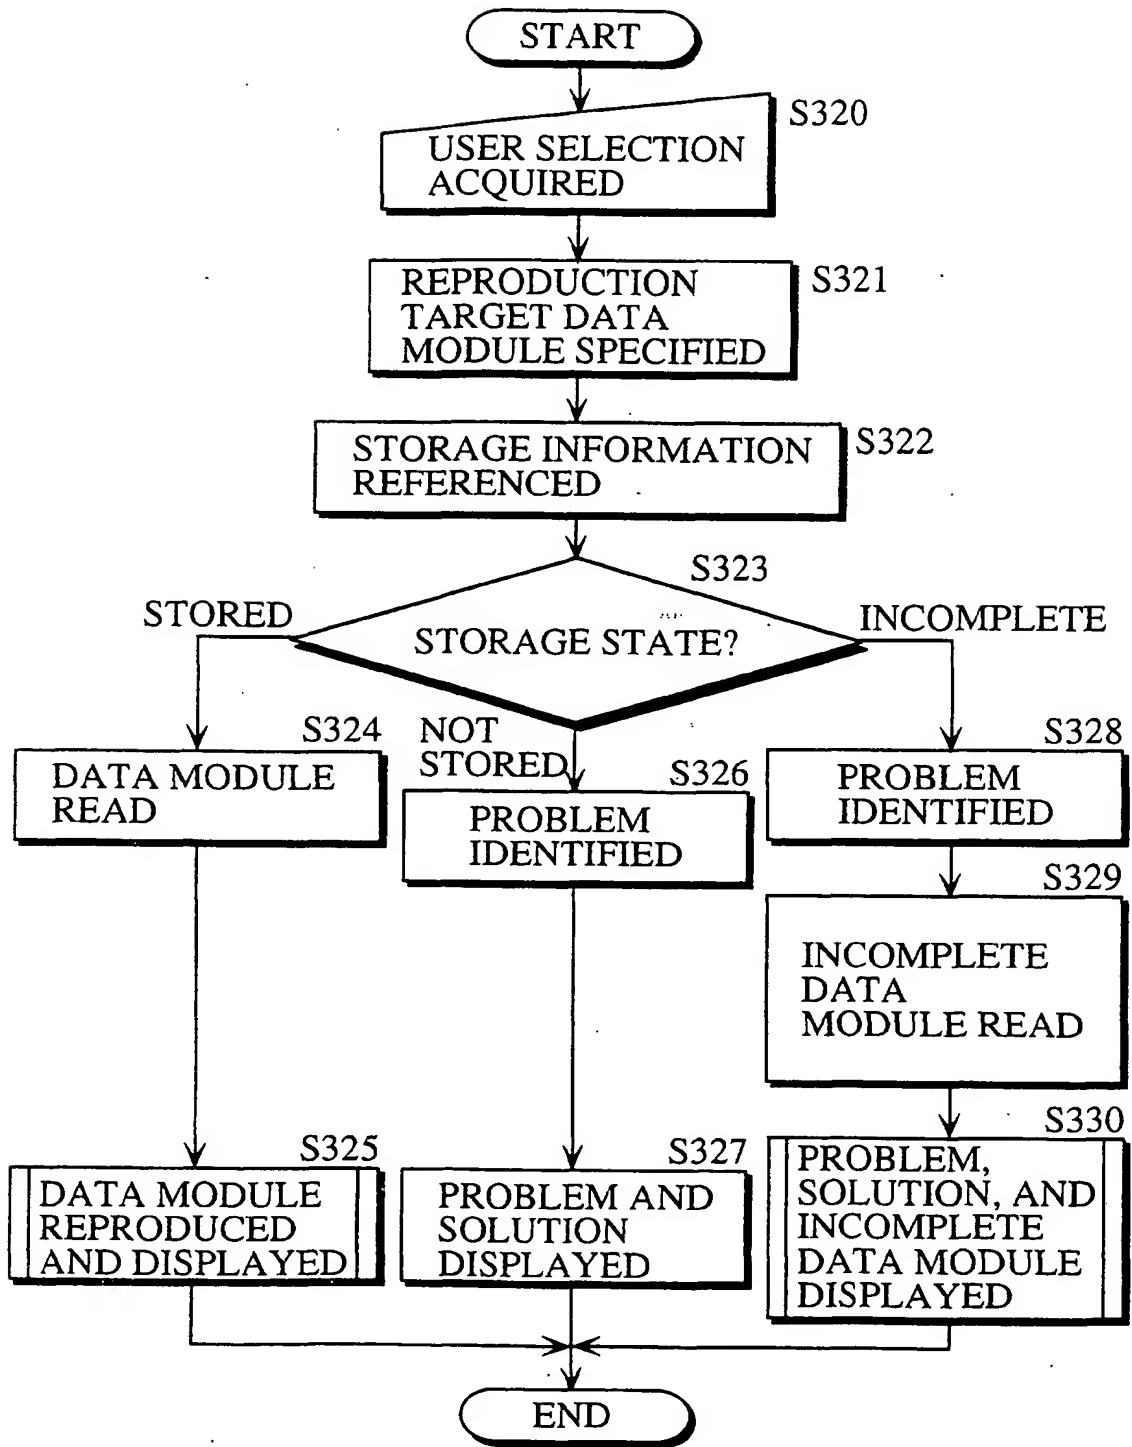 START
S320
USER SELECTION
ACQUIRED
S321
REPRODUCTION
TARGET DATA
MODULE SPECIFIED
S322
STORAGE INFORMATION
REFERENCED
S323
STORED
STORAGE STATE?
INCOMPLETE
S324
DATA MODULE
READ
NOT
STORED
S326
PROBLEM
IDENTIFIED
S328
PROBLEM
IDENTIFIED
S329
INCOMPLETE
DATA
MODULE READ
S325
DATA MODULE
REPRODUCED
AND DISPLAYED
S327
PROBLEM AND
SOLUTION
DISPLAYED
S330
PROBLEM,
SOLUTION, AND
INCOMPLETE
DATA MODULE
DISPLAYED
END